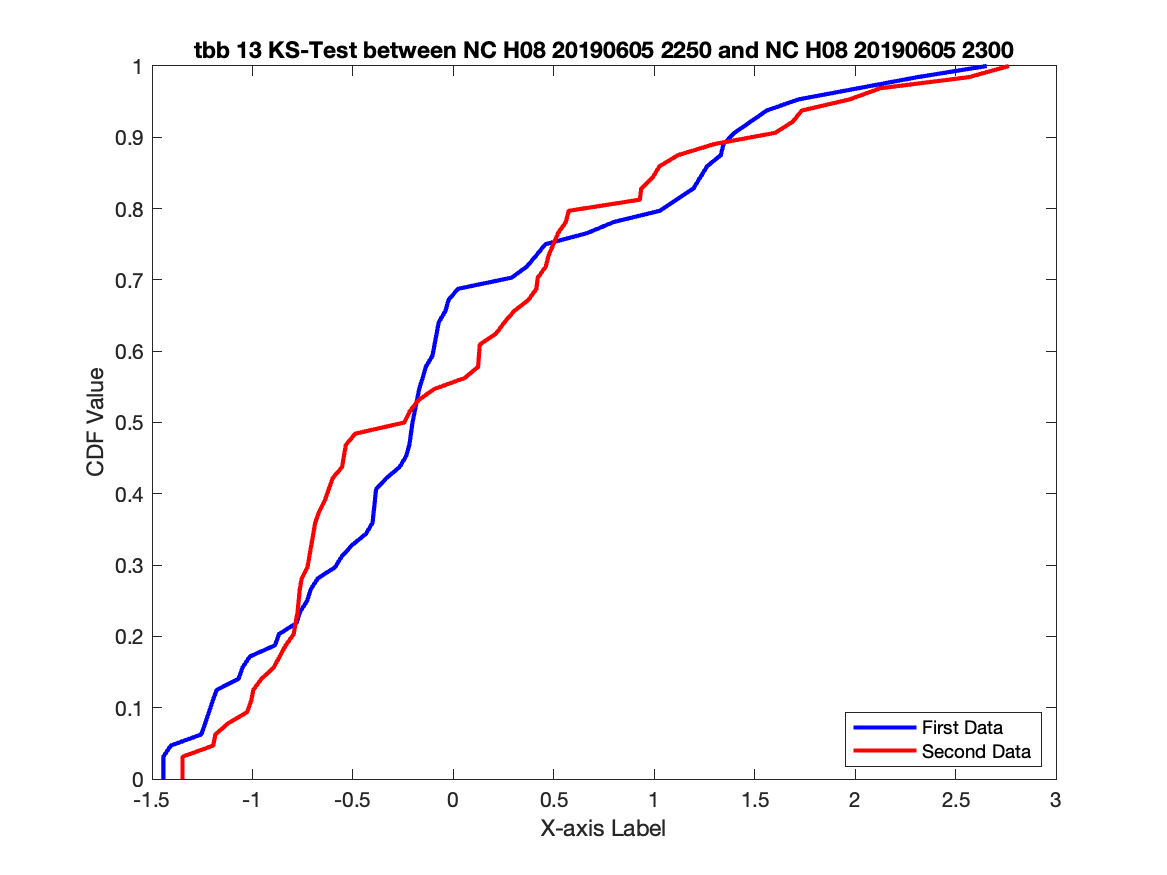 tbb 13 KS-Test between NC H08 20190605 2250 and NC H08 20190605 2300
1
0.9
0.8
0.7
0.6
0.5
0.4
0.3
0.2
0.1
0
CDF Value
First Data
Second Data
-1.5 -1 -0.5 0 0.5 1 1.5 2 2.5 3
X-axis Label